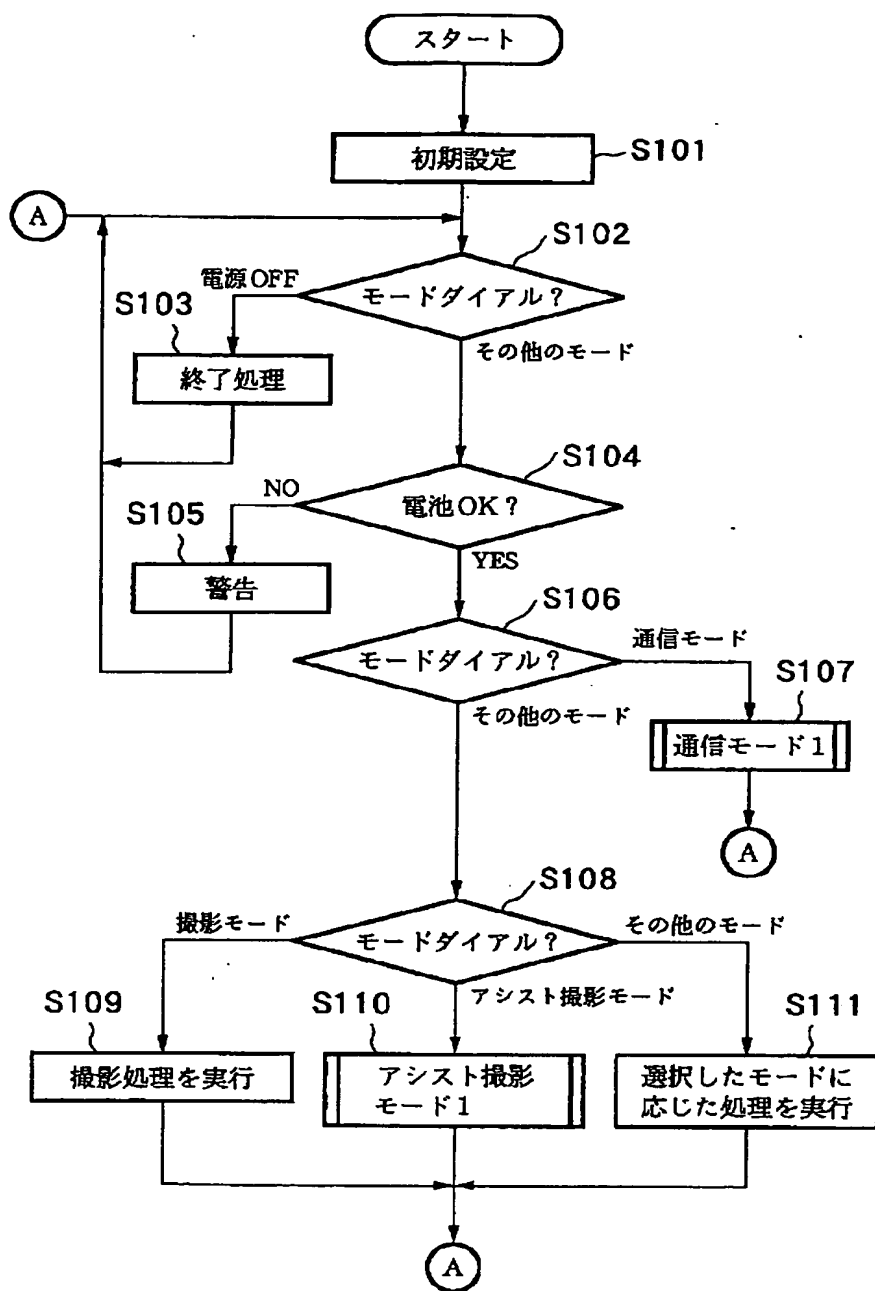 スタート
初期設定
S101
A
S102
電源OFF
モードダイアル?
S103
その他のモード
終了処理
S104
NO
電池OK?
S105
YES
警告
S106
通信モード
モードダイアル?
S107
その他のモード
通信モード1
A
S108
撮影モード
その他のモード
モードダイアル?
アシスト撮影モード
S109
S110
S111
撮影処理を実行
アシスト撮影
モード1
選択したモードに
応じた処理を実行
A